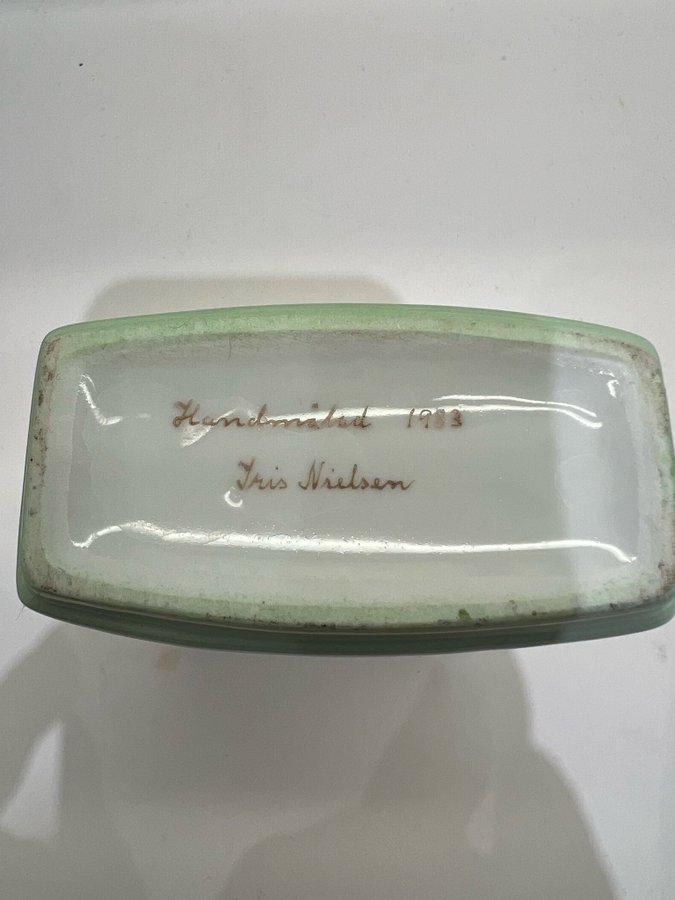 Handmålad 1983
Iris Nielsen